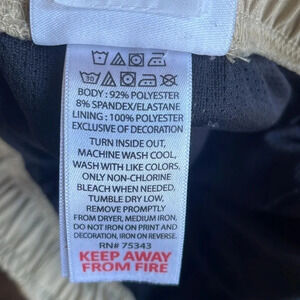 30
BODY : 92% POLYESTER
8% SPANDEX/ELASTANE
LINING : 100% POLYESTER
EXCLUSIVE OF DECORATION
TURN INSIDE OUT,
MACHINE WASH COOL,
WASH WITH LIKE COLORS,
ONLY NON-CHLORINE
BLEACH WHEN NEEDED,
TUMBLE DRY LOW,
REMOVE PROMPTLY
FROM DRYER, MEDIUM IRON,
DO NOT IRON ON PRINT AND
DECORATION, IRON ON REVERSE.
RN# 75343
KEEP AWAY
FROM FIRE